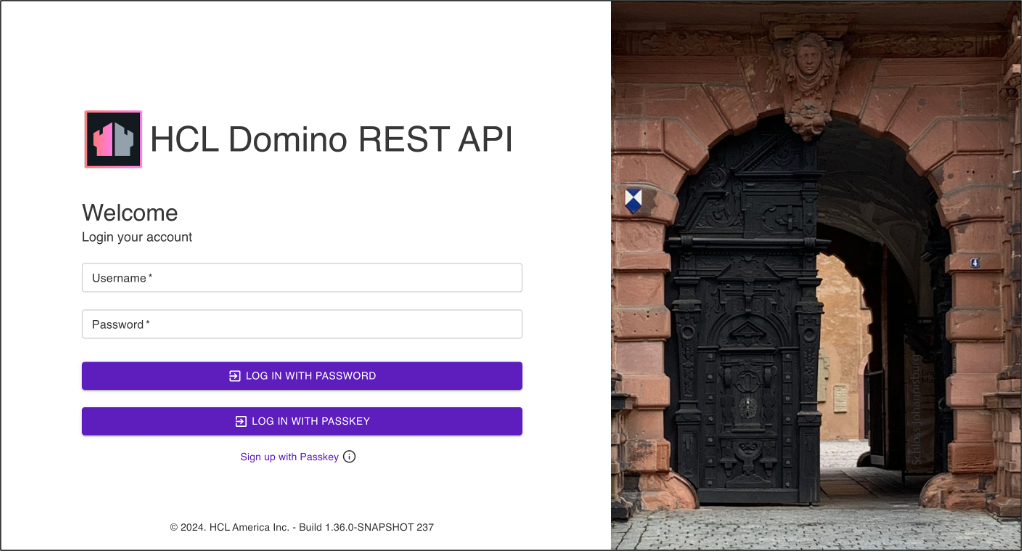 HCL Domino REST API
Welcome
Login your account
Username *
Password *
LOG IN WITH PASSWORD
LOG IN WITH PASSKEY
Sign up with Passkey
© 2024. HCL America Inc. - Build 1.36.0-SNAPSHOT 237
4